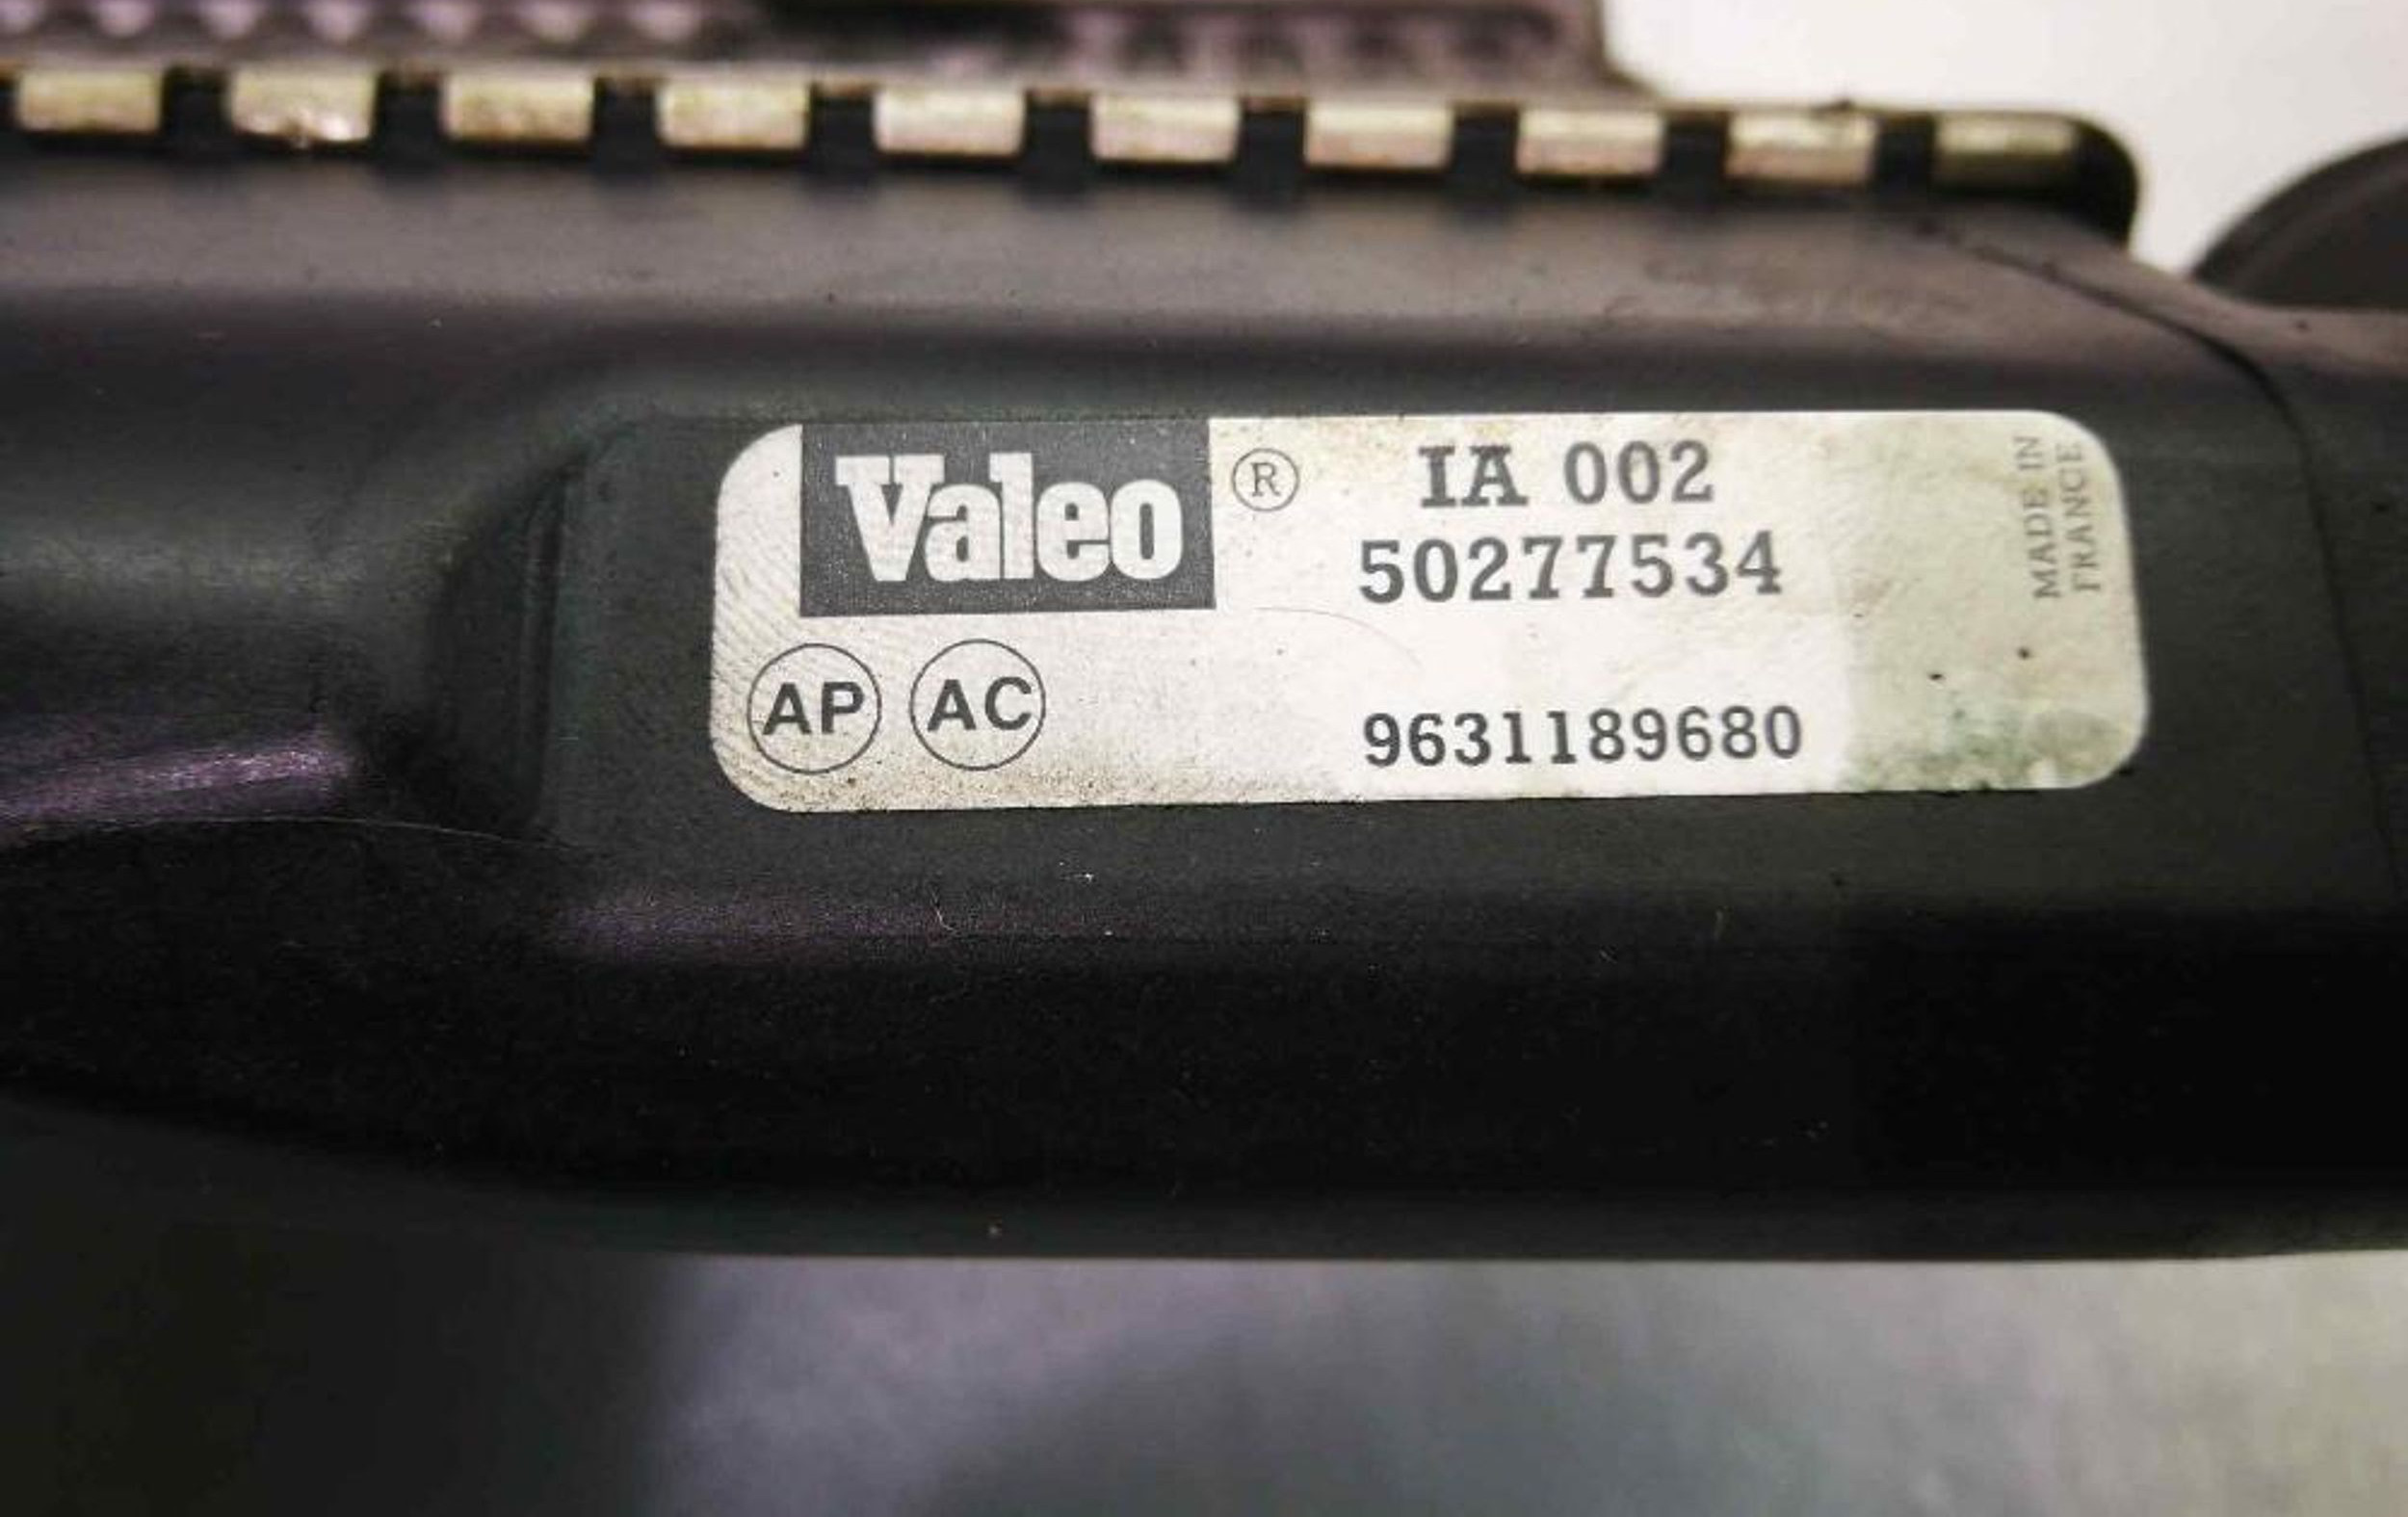 Valeo ® IA 002
50277534
AP AC 9631189680
MADE IN
FRANCE